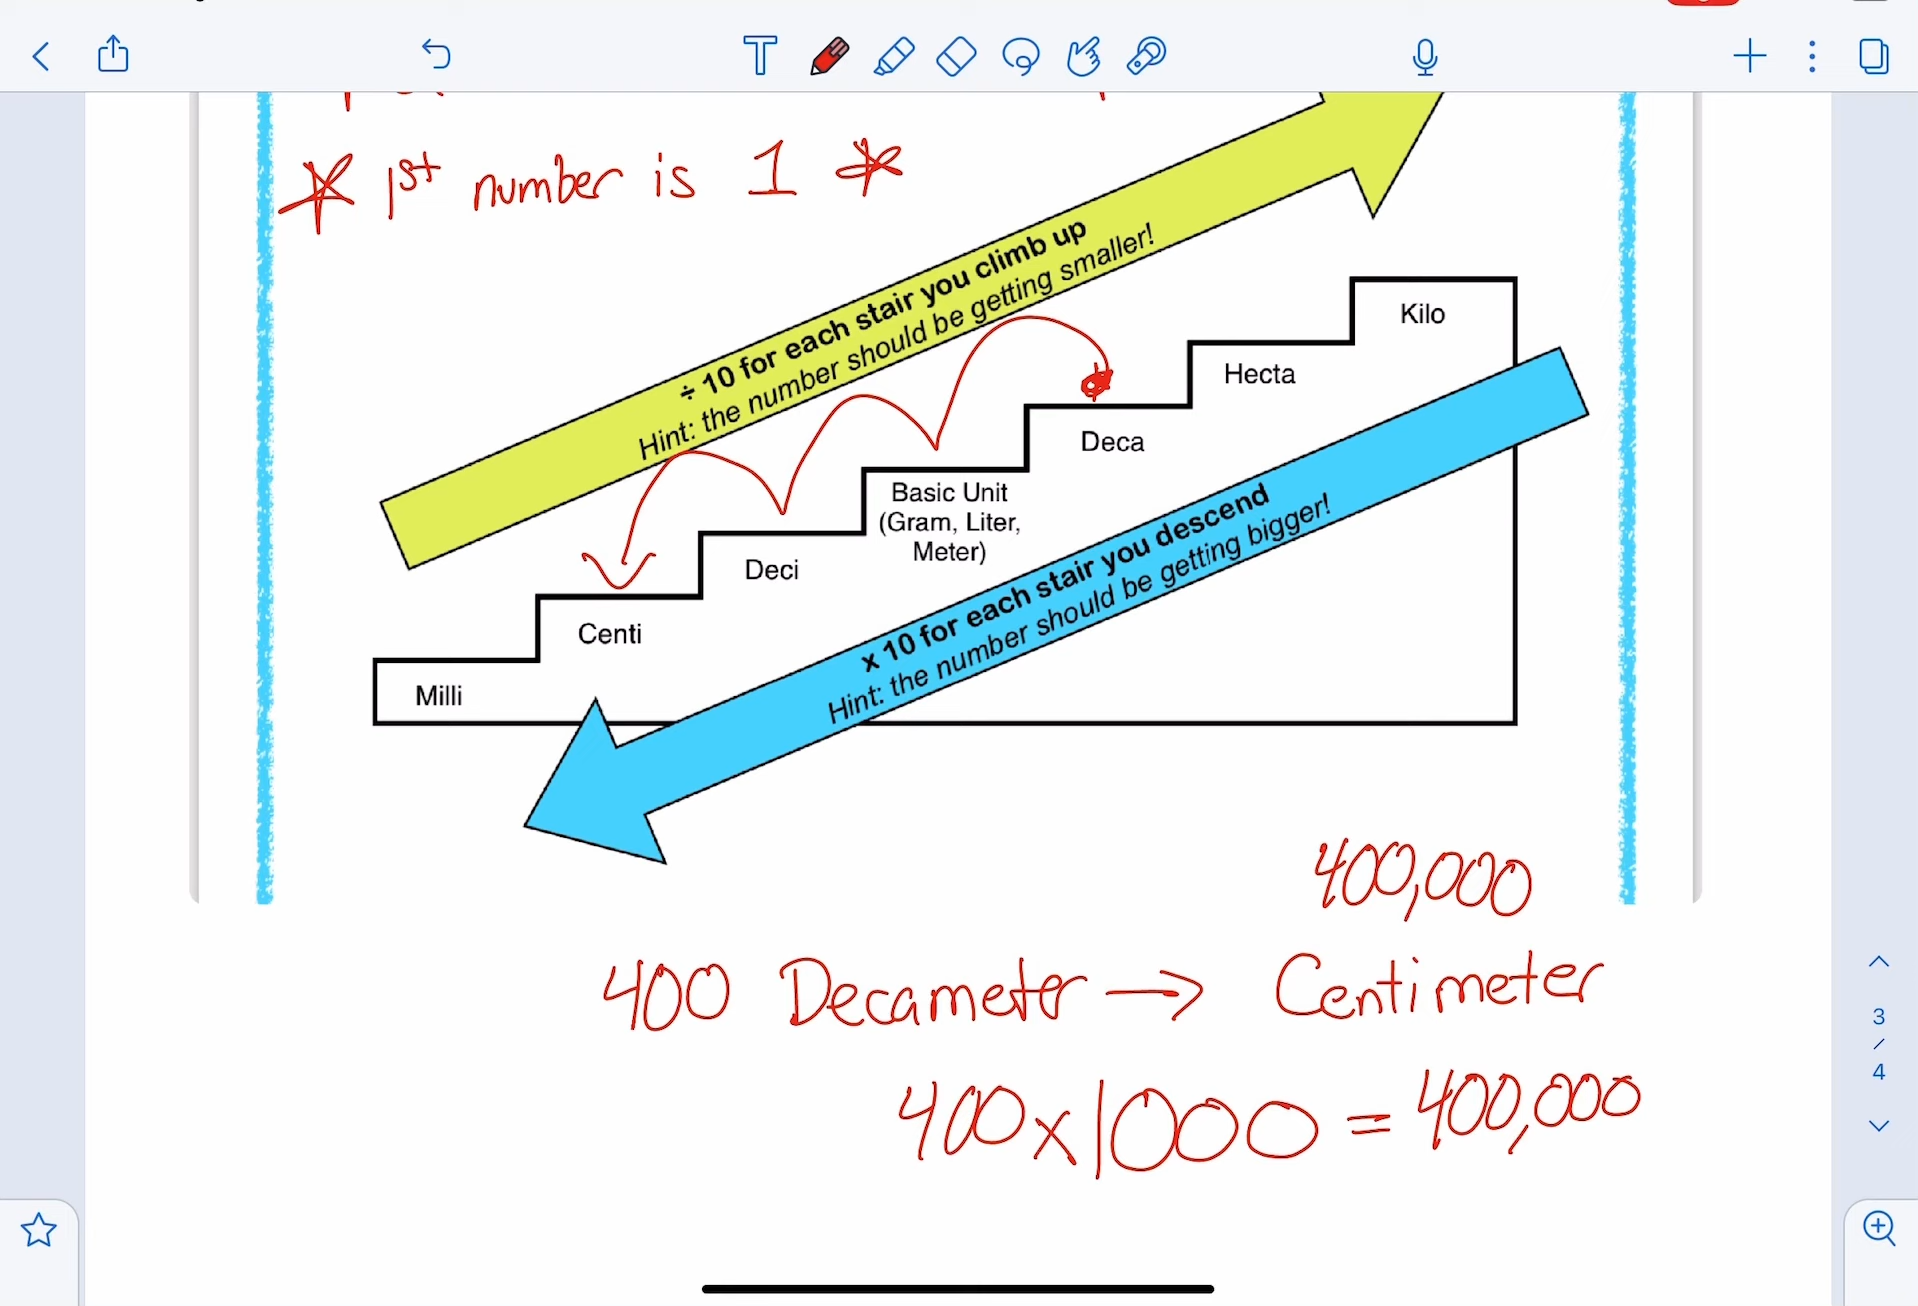 * 1st number is 1 *
÷ 10 for each stair you climb up
Hint: the number should be getting smaller!
Kilo
Hecta
Deca
Basic Unit
(Gram, Liter,
Meter)
Deci
Centi
Milli
x 10 for each stair you descend
Hint: the number should be getting bigger!
400,000
400 Decameter → Centimeter
400 x 1000 = 400,000
3
/
4